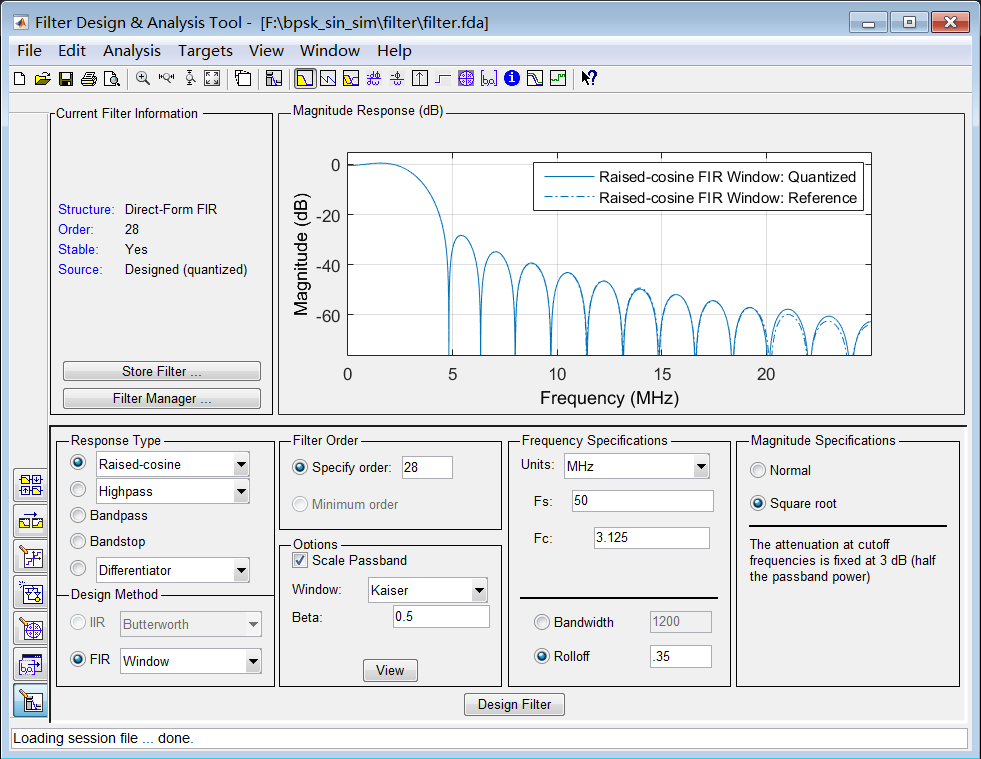 Filter Design & Analysis Tool - [F:\bpsk_sin_sim\filter\filter.fda]
File Edit Analysis Targets View Window Help
Current Filter Information
Structure: Direct-Form FIR
Order: 28
Stable: Yes
Source: Designed (quantized)
Store Filter ...
Filter Manager ...
Magnitude Response (dB)
Magnitude (dB)
0
-20
-40
-60
Raised-cosine FIR Window: Quantized
Raised-cosine FIR Window: Reference
0 5 10 15 20
Frequency (MHz)
Response Type
Raised-cosine
Highpass
Bandpass
Bandstop
Differentiator
Design Method
IIR Butterworth
FIR Window
Filter Order
Specify order: 28
Minimum order
Options
Scale Passband
Window: Kaiser
Beta: 0.5
View
Frequency Specifications
Units: MHz
Fs: 50
Fc: 3.125
Bandwidth 1200
Rolloff .35
Magnitude Specifications
Normal
Square root
The attenuation at cutoff
frequencies is fixed at 3 dB (half
the passband power)
Design Filter
Loading session file ... done.